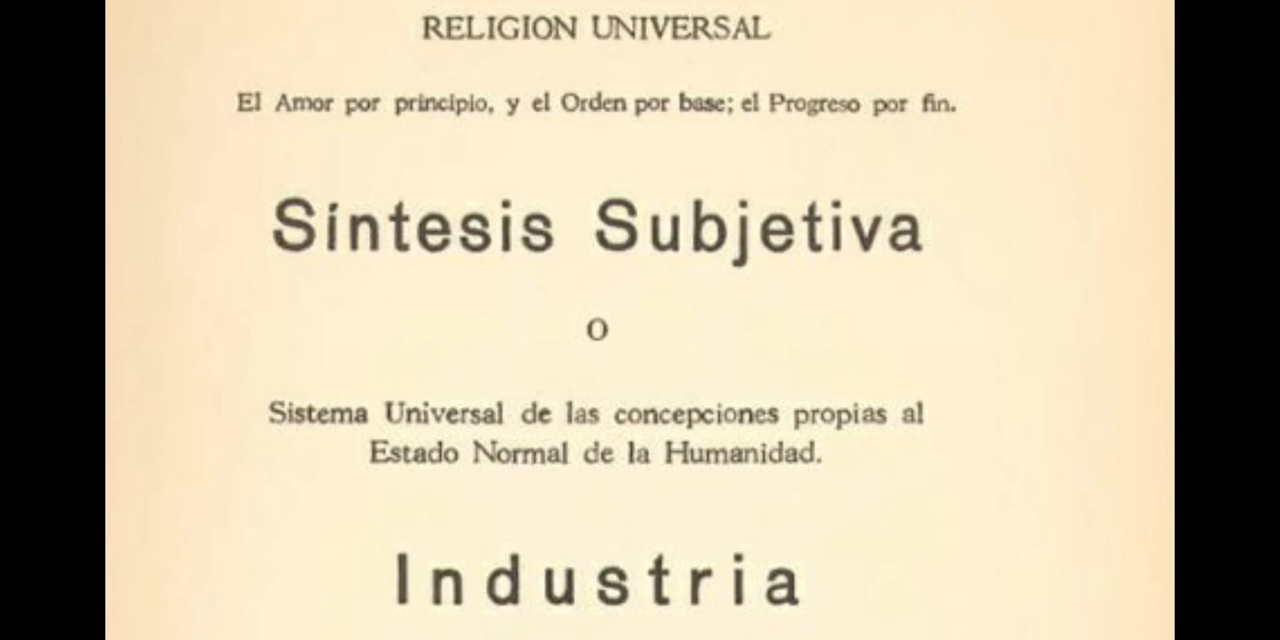 RELIGION UNIVERSAL
El Amor por principio, y el Orden por base; el Progreso por fin.
Síntesis Subjetiva
O
Sistema Universal de las concepciones propias al
Estado Normal de la Humanidad.
Industria